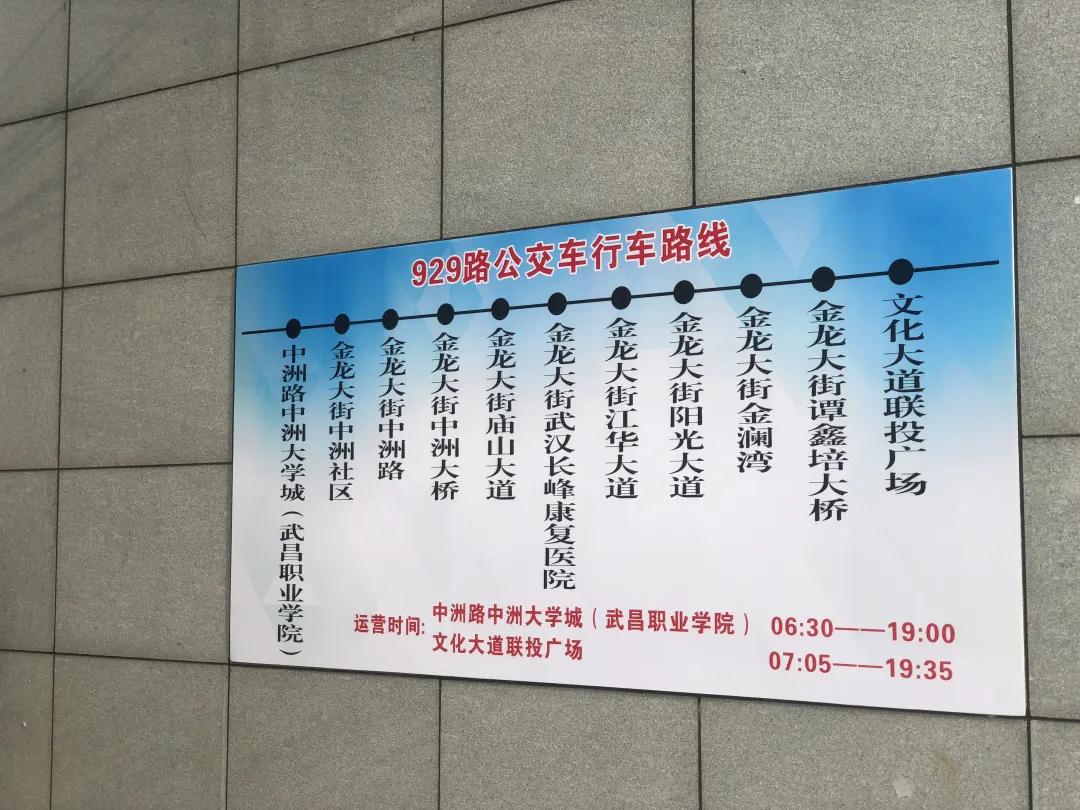 929路公交车行车路线
中洲路中洲大学城（武昌职业学院）
金龙大街中洲社区
金龙大街中洲路
金龙大街中洲大桥
金龙大街庙山大道
金龙大街武汉长峰康复医院
金龙大街江华大道
金龙大街阳光大道
金龙大街金澜湾
金龙大街谭鑫培大桥
文化大道联投广场
运营时间:
中洲路中洲大学城（武昌职业学院） 06:30——19:00
文化大道联投广场 07:05——19:35